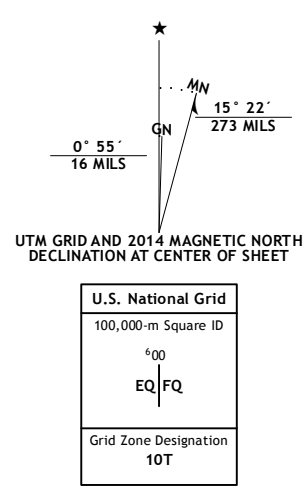 MN
15° 22´
273 MILS
GN
0° 55´
16 MILS
UTM GRID AND 2014 MAGNETIC NORTH
DECLINATION AT CENTER OF SHEET
U.S. National Grid
100,000-m Square ID
⁶00
EQ FQ
Grid Zone Designation
10T